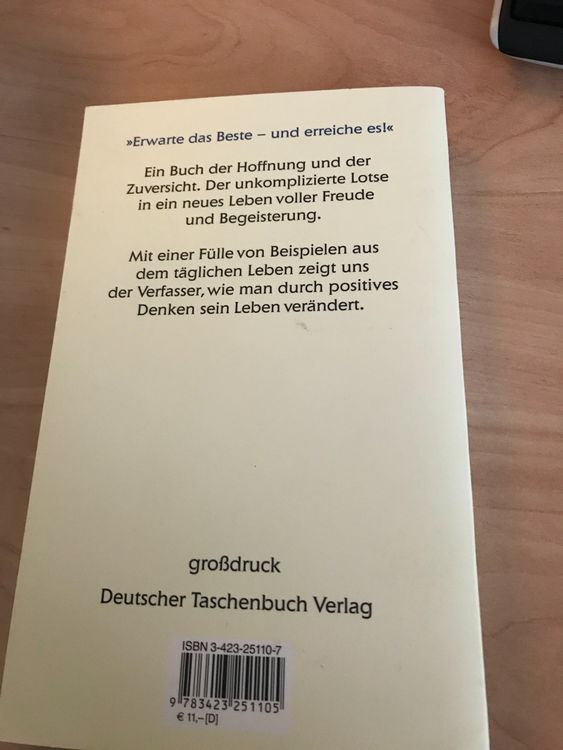 »Erwarte das Beste – und erreiche es!«
Ein Buch der Hoffnung und der
Zuversicht. Der unkomplizierte Lotse
in ein neues Leben voller Freude
und Begeisterung.
Mit einer Fülle von Beispielen aus
dem täglichen Leben zeigt uns
der Verfasser, wie man durch positives
Denken sein Leben verändert.
großdruck
Deutscher Taschenbuch Verlag
ISBN 3-423-25110-7
9 783423 251105
€ 11,–[D]